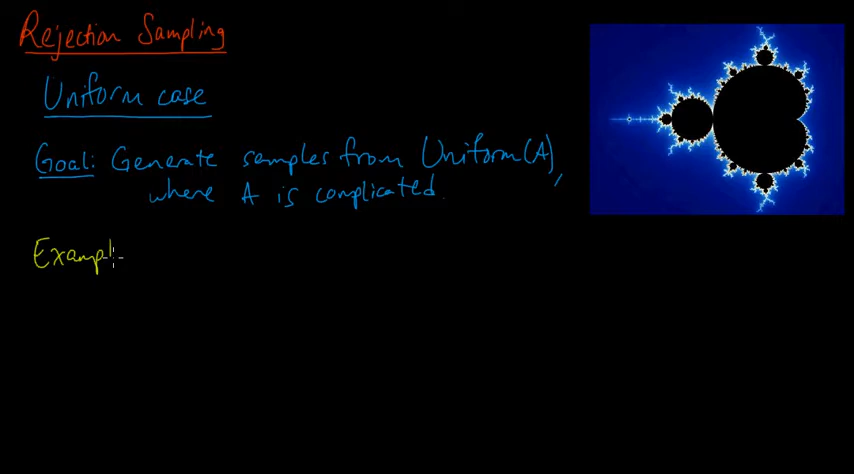 Rejection Sampling
Uniform case
Goal: Generate samples from Uniform(A),
where A is complicated.
Exampl